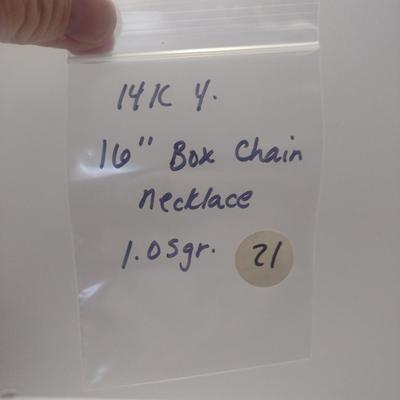 14K Y.
16" Box Chain
Necklace
1.05gr. 21